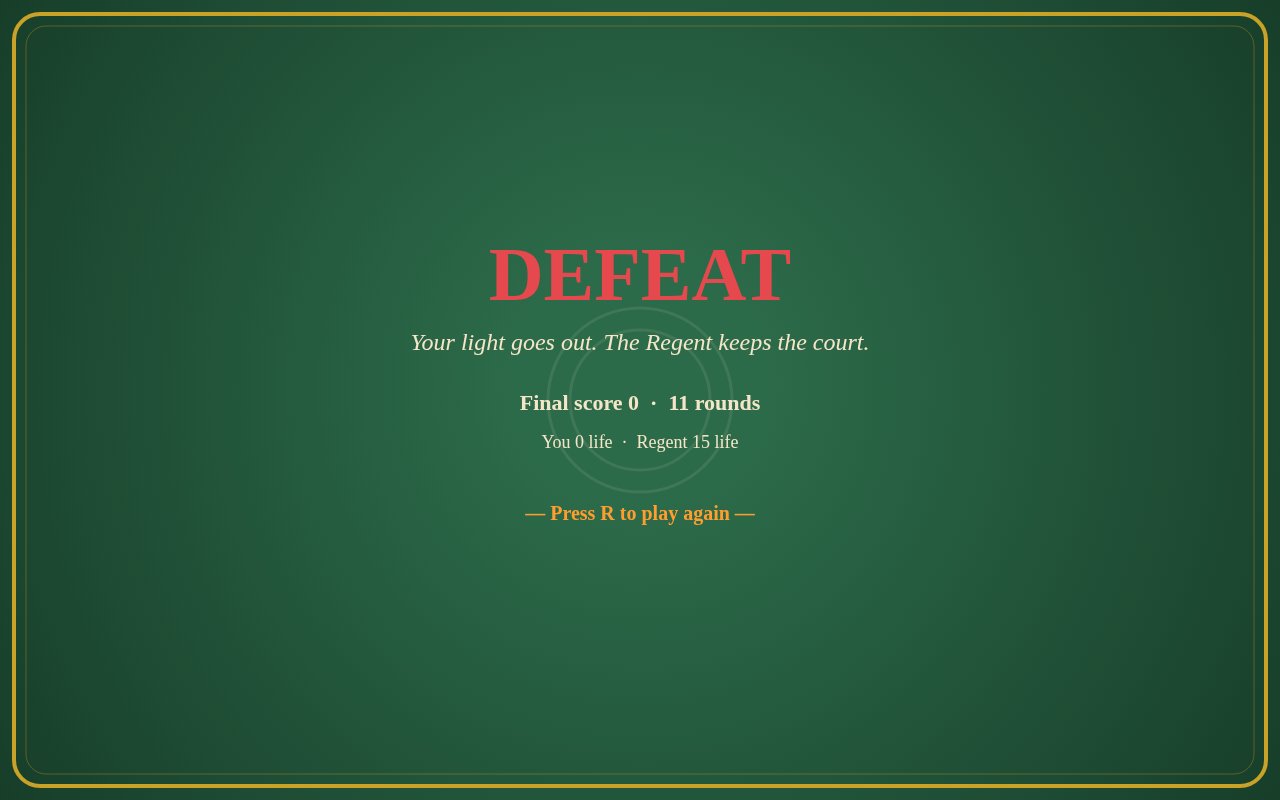 DEFEAT
Your light goes out. The Regent keeps the court.
Final score 0 · 11 rounds
You 0 life · Regent 15 life
— Press R to play again —